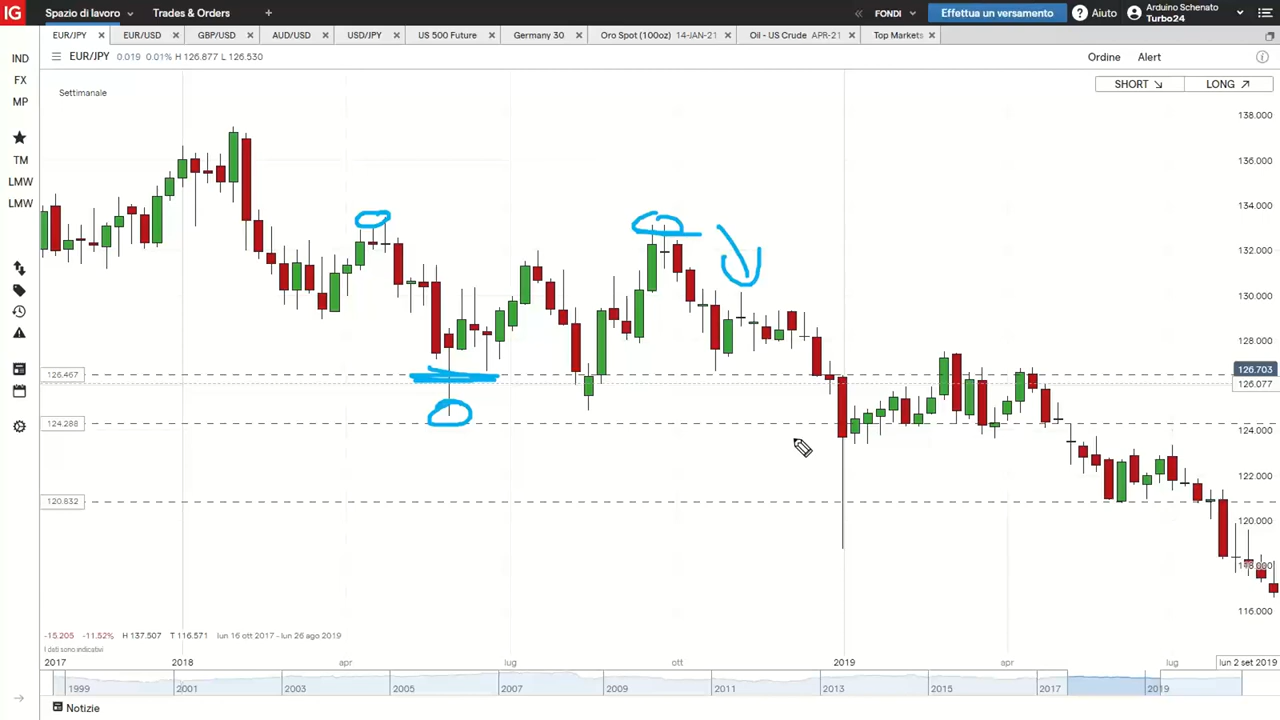 IG Spazio di lavoro Trades & Orders + FONDI Effettua un versamento ? Aiuto Arduino Schenato
Turbo24
EUR/JPY EUR/USD GBP/USD AUD/USD USD/JPY US 500 Future Germany 30 Oro Spot (100oz) 14-JAN-21 Oil - US Crude APR-21 Top Markets
IND EUR/JPY 0.019 0.01% H 126.877 L 126.530 Ordine Alert
FX
MP
TM
LMW
LMW
Settimanale SHORT LONG
138.000
136.000
134.000
132.000
130.000
128.000
126.467 126.703
126.077
124.288 124.000
122.000
120.832
120.000
118.000
116.000
-15.205 -11.52% H 137.507 T 116.571 lun 16 ott 2017 - lun 26 ago 2019
I dati sono indicativi
2017 2018 apr lug ott 2019 apr lug lun 2 set 2019
1999 2001 2003 2005 2007 2009 2011 2013 2015 2017 2019
Notizie